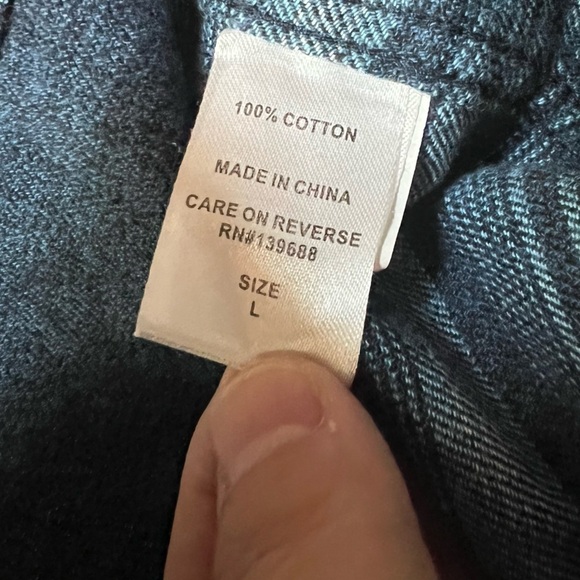 100% COTTON
MADE IN CHINA
CARE ON REVERSE
RN#139688
SIZE
L